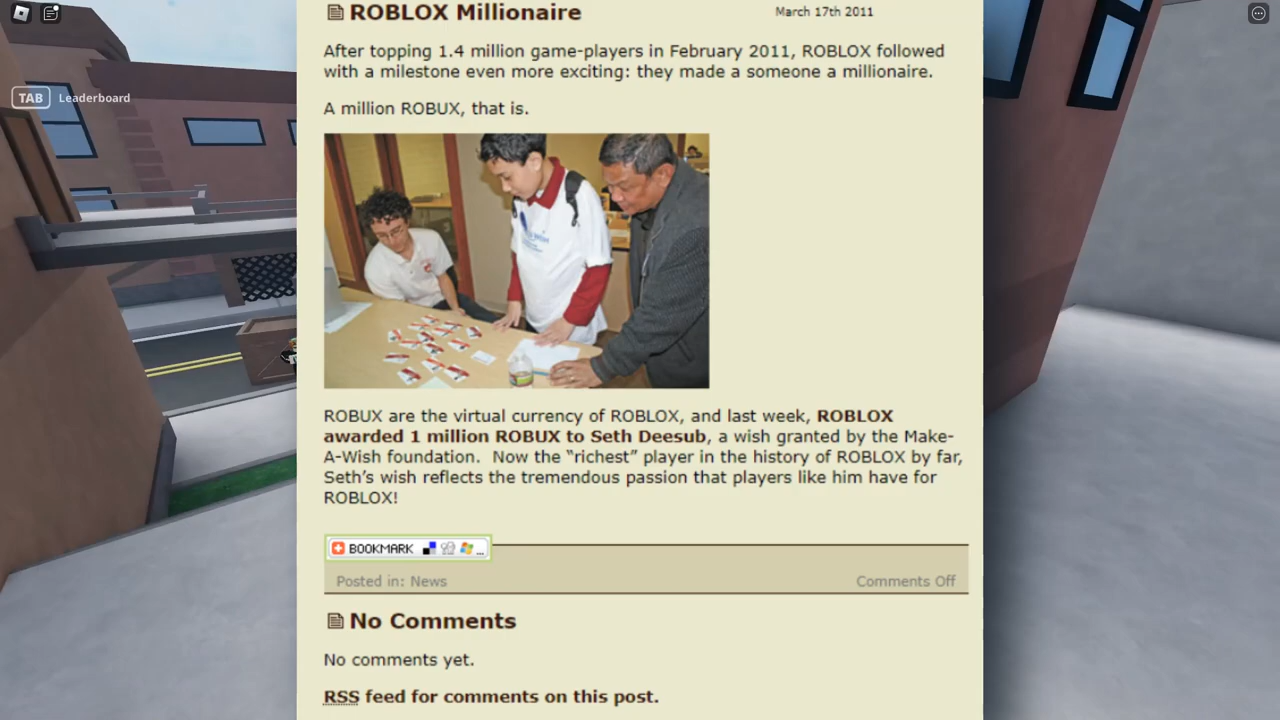 ROBLOX Millionaire
March 17th 2011
TAB Leaderboard
After topping 1.4 million game-players in February 2011, ROBLOX followed
with a milestone even more exciting: they made a someone a millionaire.
A million ROBUX, that is.
ROBUX are the virtual currency of ROBLOX, and last week, ROBLOX
awarded 1 million ROBUX to Seth Deesub, a wish granted by the Make-
A-Wish foundation.  Now the “richest” player in the history of ROBLOX by far,
Seth’s wish reflects the tremendous passion that players like him have for
ROBLOX!
BOOKMARK ...
Posted in: News
Comments Off
No Comments
No comments yet.
RSS feed for comments on this post.